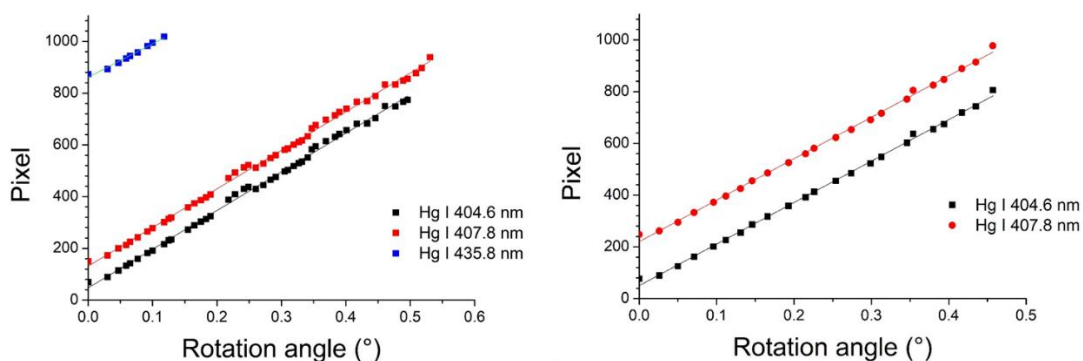 1000
800
600
400
200
0
Pixel
Hg I 404.6 nm
Hg I 407.8 nm
Hg I 435.8 nm
0.0 0.1 0.2 0.3 0.4 0.5 0.6
Rotation angle (°)
1000
800
600
400
200
0
Pixel
Hg I 404.6 nm
Hg I 407.8 nm
0.0 0.1 0.2 0.3 0.4 0.5
Rotation angle (°)